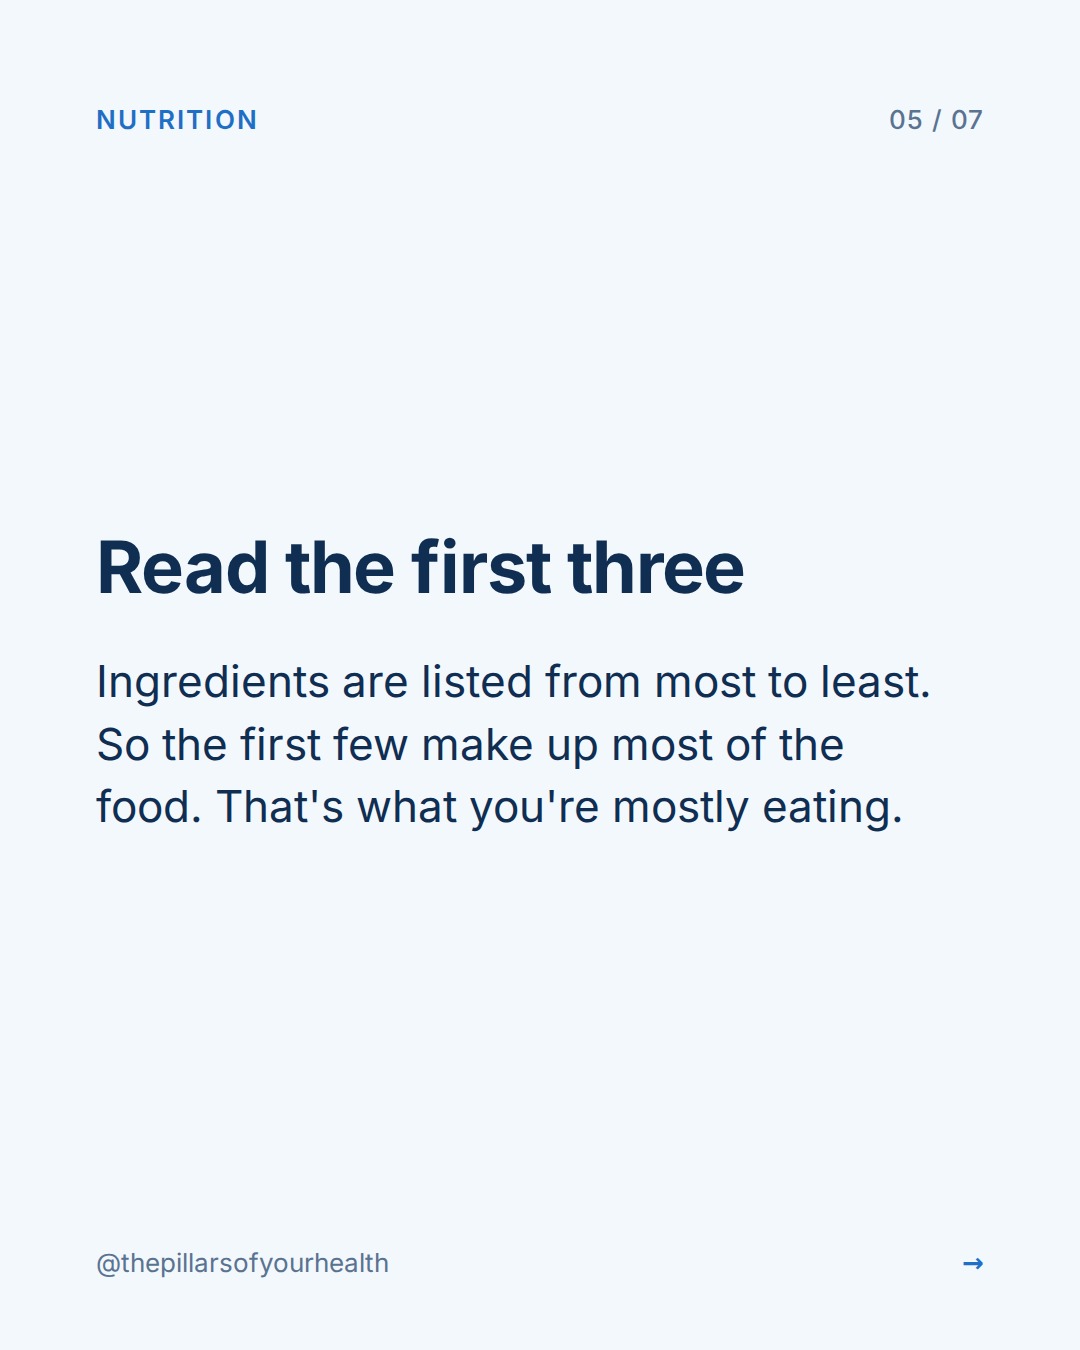 NUTRITION
05 / 07
Read the first three
Ingredients are listed from most to least.
So the first few make up most of the
food. That's what you're mostly eating.
@thepillarsofyourhealth
→